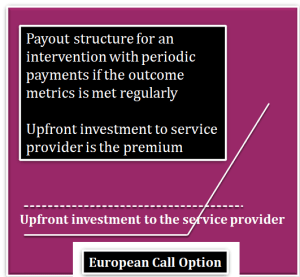 Payout structure for an
intervention with periodic
payments if the outcome
metrics is met regularly
Upfront investment to service
provider is the premium
Upfront investment to the service provider
European Call Option